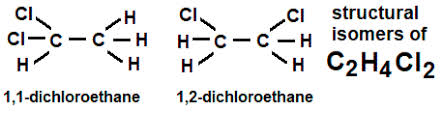 Cl H Cl Cl structural
Cl—C—C—H H—C—C—H isomers of
H H H H C₂H₄Cl₂
1,1-dichloroethane 1,2-dichloroethane